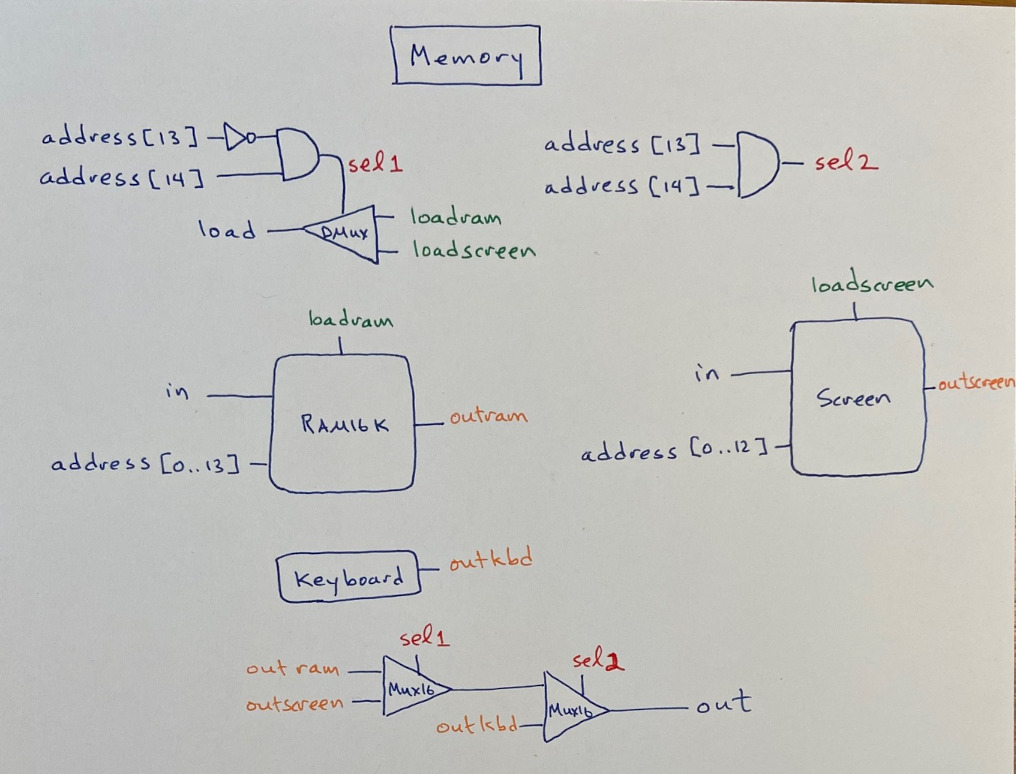 Memory
address[13]
address[14]
sel1
load
DMux
loadram
loadscreen
address [13]
address [14]
sel2
loadram
in
RAM16K
address [0..13]
outram
loadscreen
in
Screen
address [0..12]
outscreen
Keyboard
outkbd
sel1
outram
outscreen
Mux16
sel2
outkbd
Mux16
out